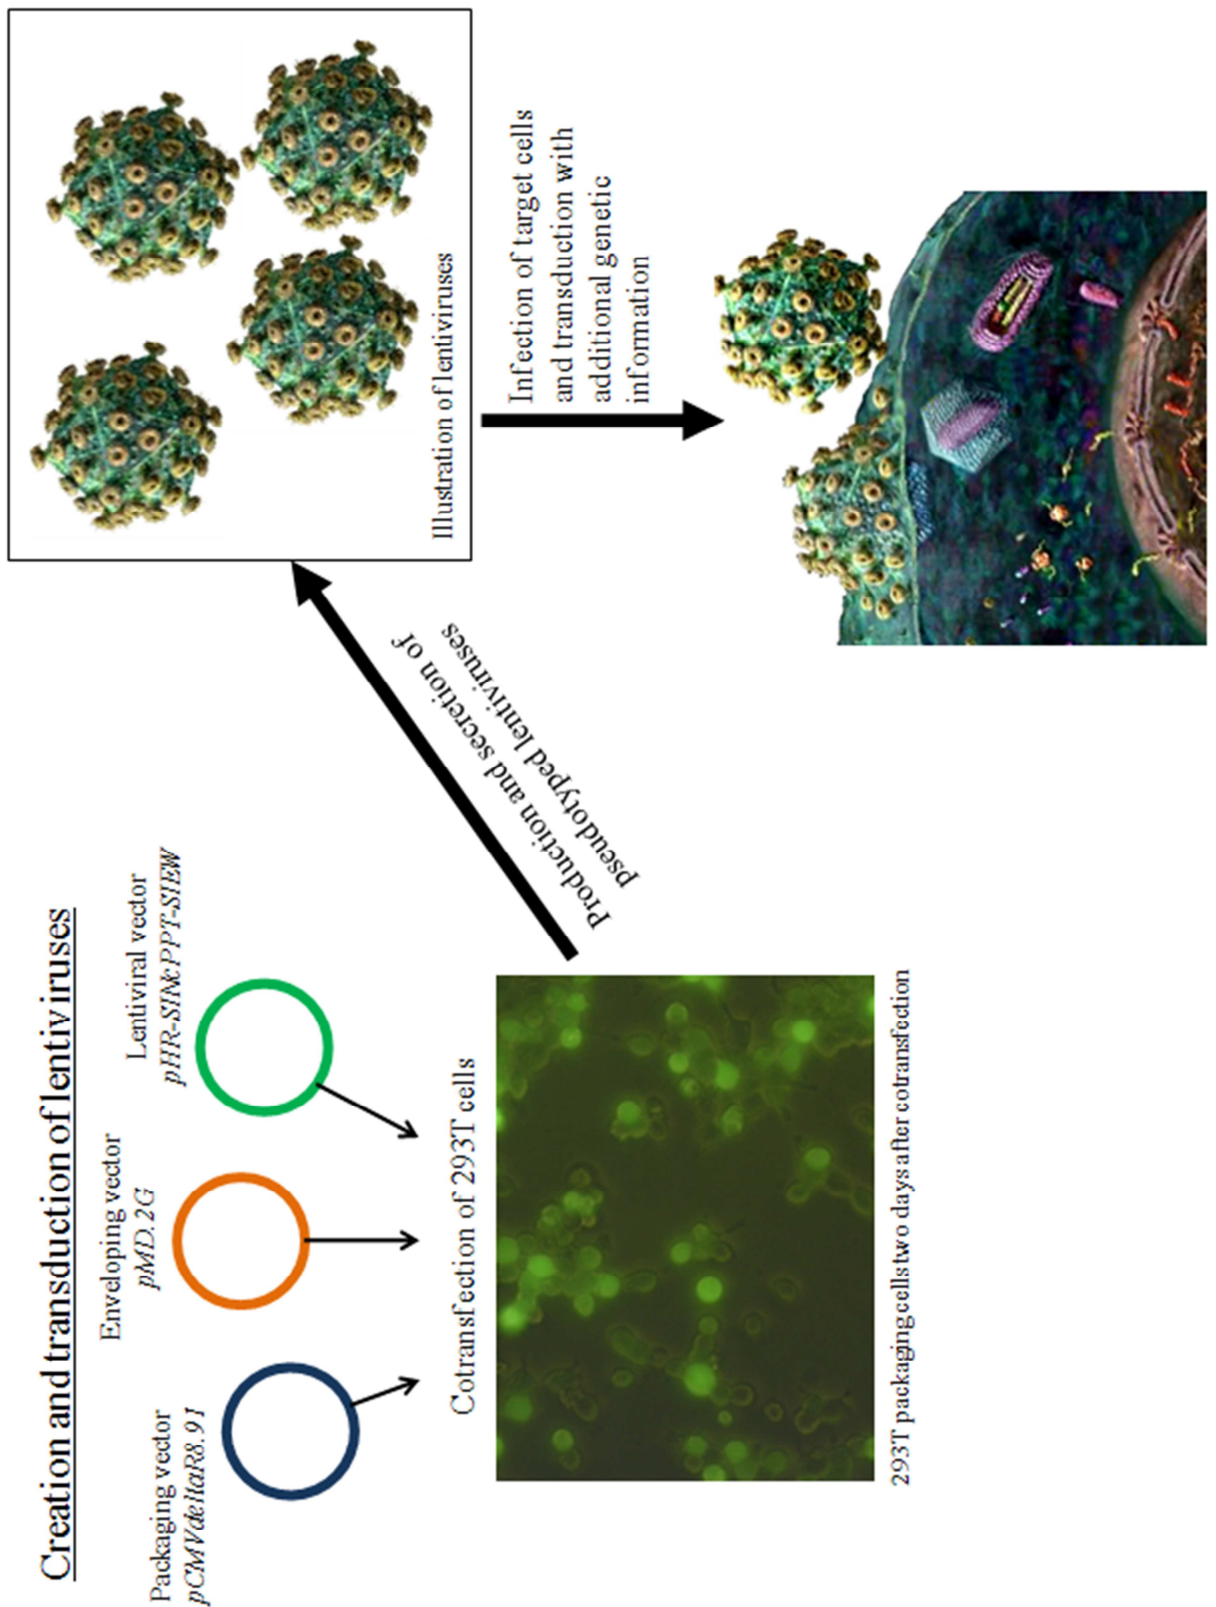 Creation and transduction of lentiviruses
Packaging vector
pCMVdeltaR8.91
Enveloping vector
pMD.2G
Lentiviral vector
pHR-SINcPPT-SIEW
Cotransfection of 293T cells
293T packaging cells two days after cotransfection
Production and secretion of
pseudotyped lentiviruses
Illustration of lentiviruses
Infection of target cells
and transduction with
additional genetic
information